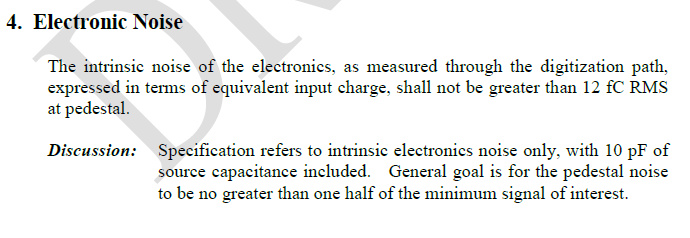 4. Electronic Noise
The intrinsic noise of the electronics, as measured through the digitization path,
expressed in terms of equivalent input charge, shall not be greater than 12 fC RMS
at pedestal.
Discussion: Specification refers to intrinsic electronics noise only, with 10 pF of
source capacitance included. General goal is for the pedestal noise
to be no greater than one half of the minimum signal of interest.